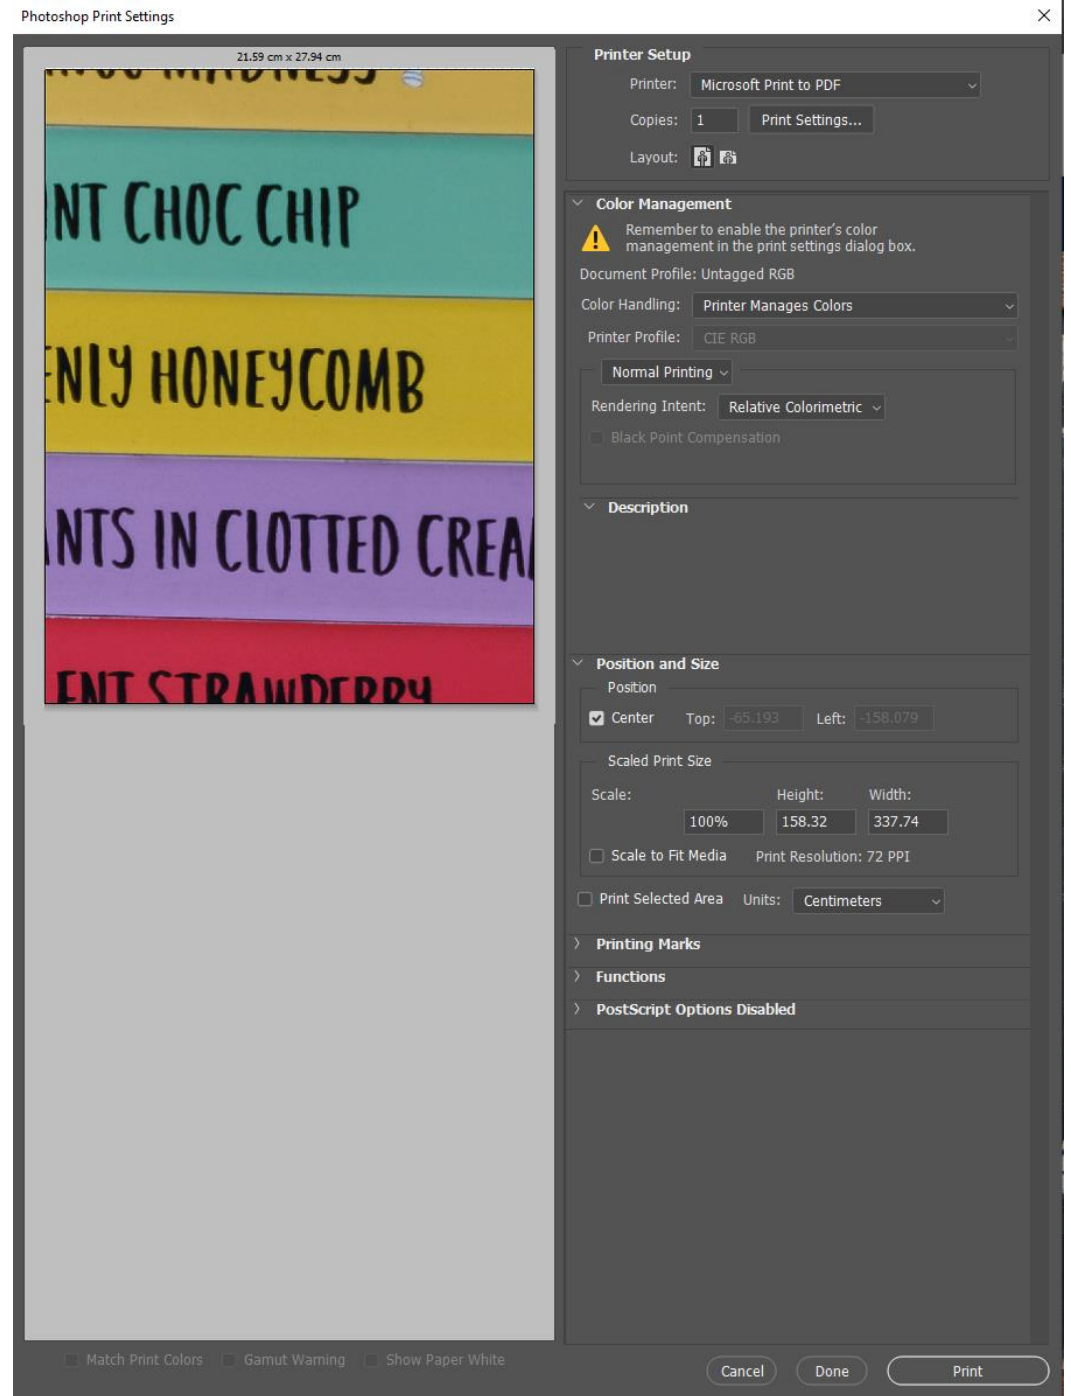 Photoshop Print Settings
21.59 cm x 27.94 cm
MADNESS
NT CHOC CHIP
ENLY HONEYCOMB
ANTS IN CLOTTED CREA
ENT STRAWBERRY
Printer Setup
Printer: Microsoft Print to PDF
Copies: 1 Print Settings...
Layout:
Color Management
Remember to enable the printer's color
management in the print settings dialog box.
Document Profile: Untagged RGB
Color Handling: Printer Manages Colors
Printer Profile: CIE RGB
Normal Printing
Rendering Intent: Relative Colorimetric
Black Point Compensation
Description
Position and Size
Position
Center Top: -65.193 Left: -158.079
Scaled Print Size
Scale: Height: Width:
100% 158.32 337.74
Scale to Fit Media Print Resolution: 72 PPI
Print Selected Area Units: Centimeters
Printing Marks
Functions
PostScript Options Disabled
Match Print Colors Gamut Warning Show Paper White
Cancel Done Print